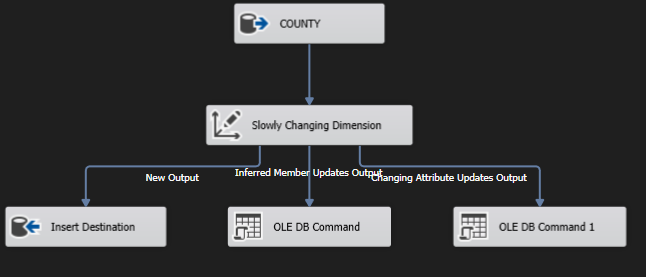 COUNTY
Slowly Changing Dimension
New Output
Inferred Member Updates Output
Changing Attribute Updates Output
Insert Destination
OLE DB Command
OLE DB Command 1